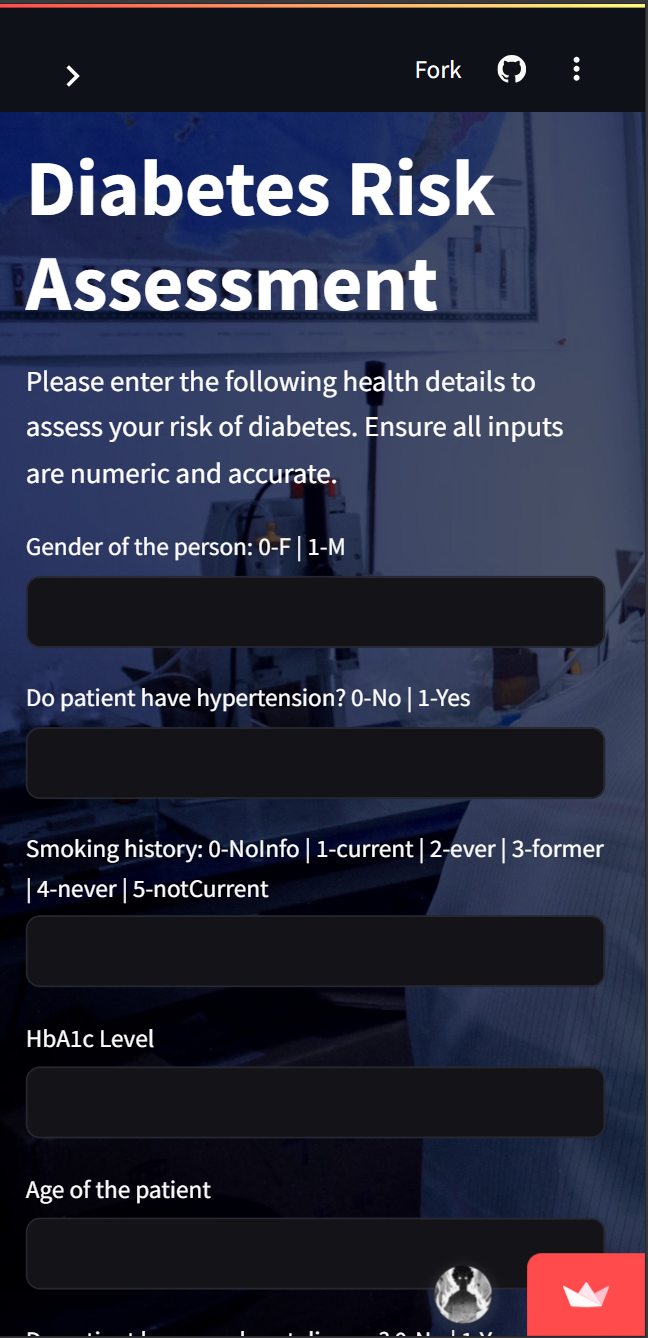 Fork
Diabetes Risk
Assessment
Please enter the following health details to
assess your risk of diabetes. Ensure all inputs
are numeric and accurate.
Gender of the person: 0-F | 1-M
Do patient have hypertension? 0-No | 1-Yes
Smoking history: 0-NoInfo | 1-current | 2-ever | 3-former
| 4-never | 5-notCurrent
HbA1c Level
Age of the patient